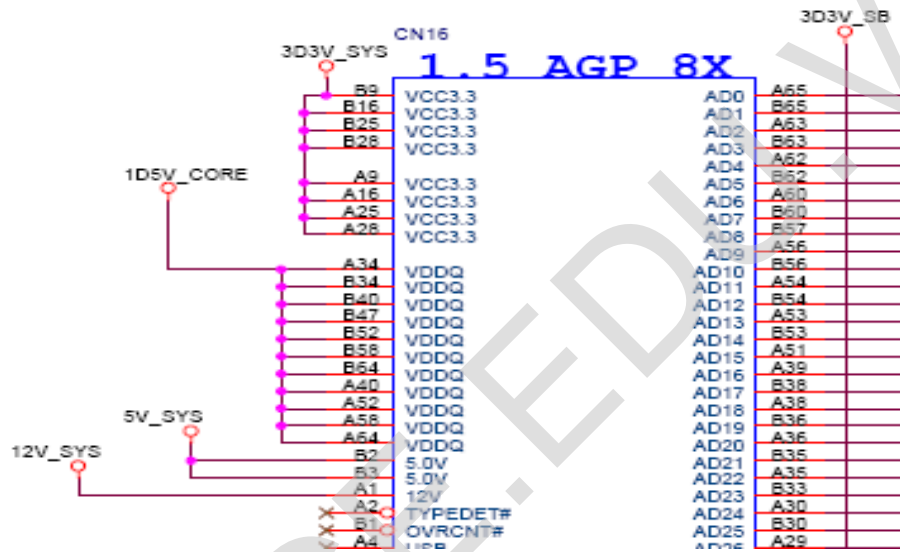 3D3V_SB
CN16
3D3V_SYS
1.5 AGP 8X
B9 VCC3.3 AD0 A65
B16 VCC3.3 AD1 B65
B25 VCC3.3 AD2 A63
B28 VCC3.3 AD3 B63
AD4 A62
1D5V_CORE
A9 VCC3.3 AD5 B62
A16 VCC3.3 AD6 A60
A25 VCC3.3 AD7 B60
A28 VCC3.3 AD8 B57
AD9 A56
A34 VDDQ AD10 B56
B34 VDDQ AD11 A54
B40 VDDQ AD12 B54
B47 VDDQ AD13 A53
B52 VDDQ AD14 B53
B58 VDDQ AD15 A51
B64 VDDQ AD16 A39
A40 VDDQ AD17 B38
A52 VDDQ AD18 A38
A58 VDDQ AD19 B36
A64 VDDQ AD20 A36
5V_SYS
12V_SYS
B2 5.0V AD21 B35
B3 5.0V AD22 A35
A1 12V AD23 B33
A2 TYPEDET# AD24 A30
B1 OVRCNT# AD25 B30
A4 USB AD26 A29
E.EDU.V